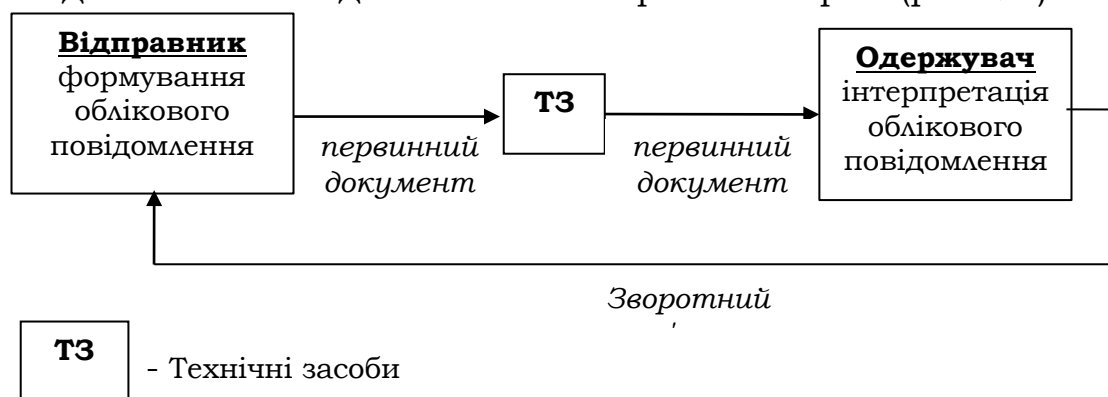 Відправник
формування
облікового
повідомлення
первинний
документ
ТЗ
первинний
документ
Одержувач
інтерпретація
облікового
повідомлення
Зворотний
ТЗ
- Технічні засоби